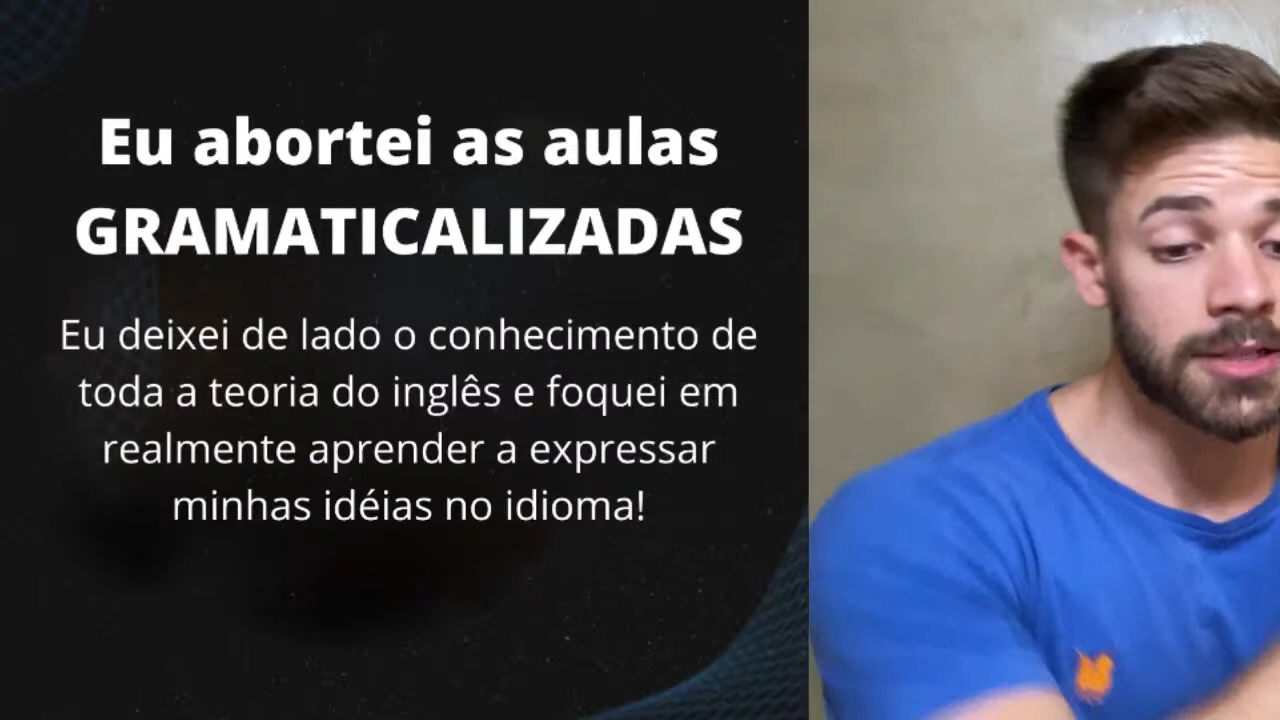 Eu abortei as aulas
GRAMATICALIZADAS
Eu deixei de lado o conhecimento de
toda a teoria do inglês e foquei em
realmente aprender a expressar
minhas idéias no idioma!